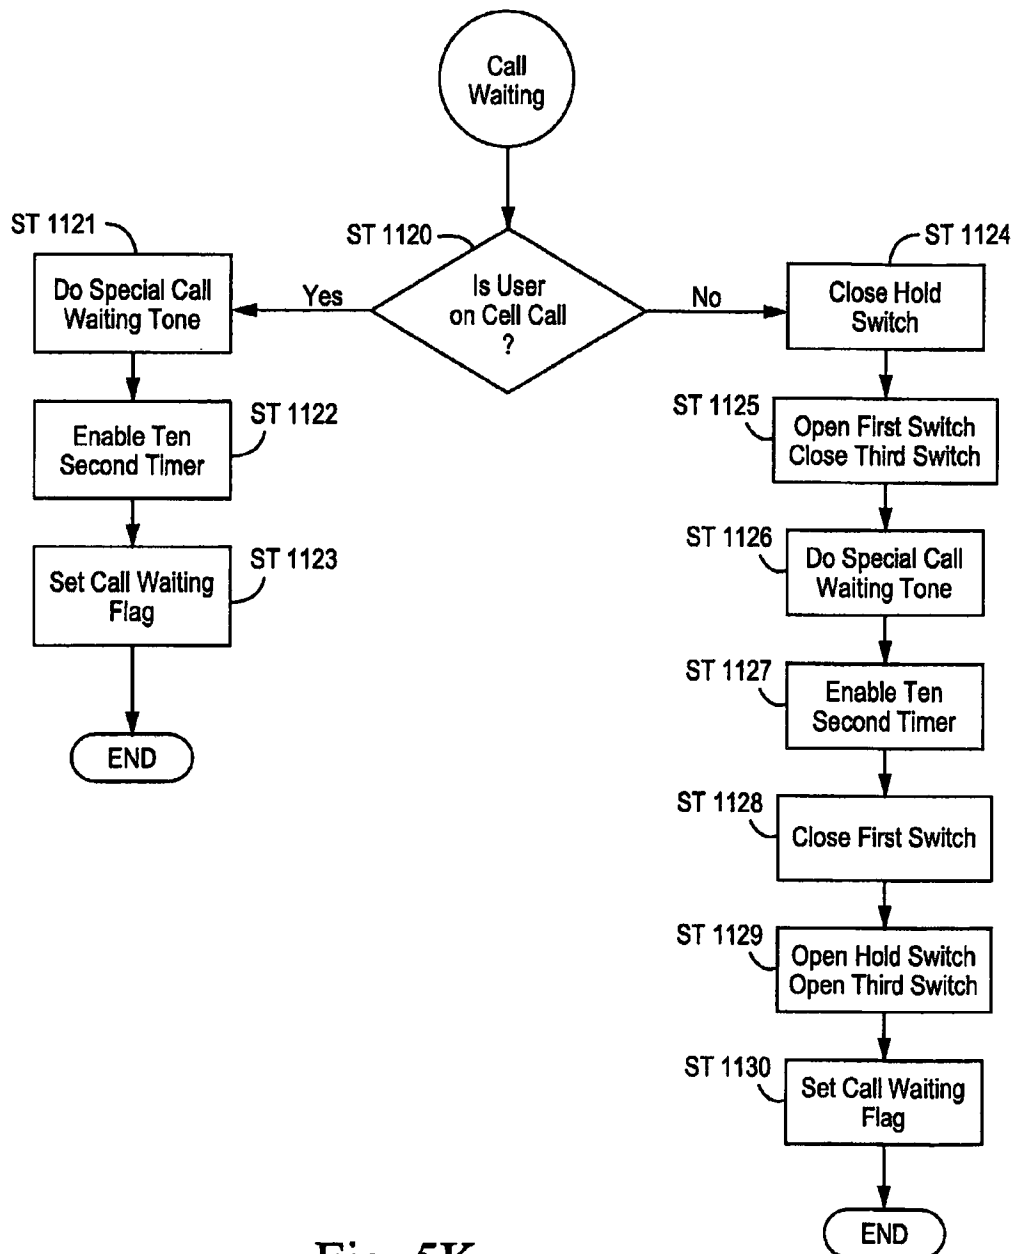 Call
Waiting
ST 1120
Is User
on Cell Call
?
Yes
No
ST 1121
Do Special Call
Waiting Tone
ST 1122
Enable Ten
Second Timer
ST 1123
Set Call Waiting
Flag
END
ST 1124
Close Hold
Switch
ST 1125
Open First Switch
Close Third Switch
ST 1126
Do Special Call
Waiting Tone
ST 1127
Enable Ten
Second Timer
ST 1128
Close First Switch
ST 1129
Open Hold Switch
Open Third Switch
ST 1130
Set Call Waiting
Flag
END
Fig. 5K